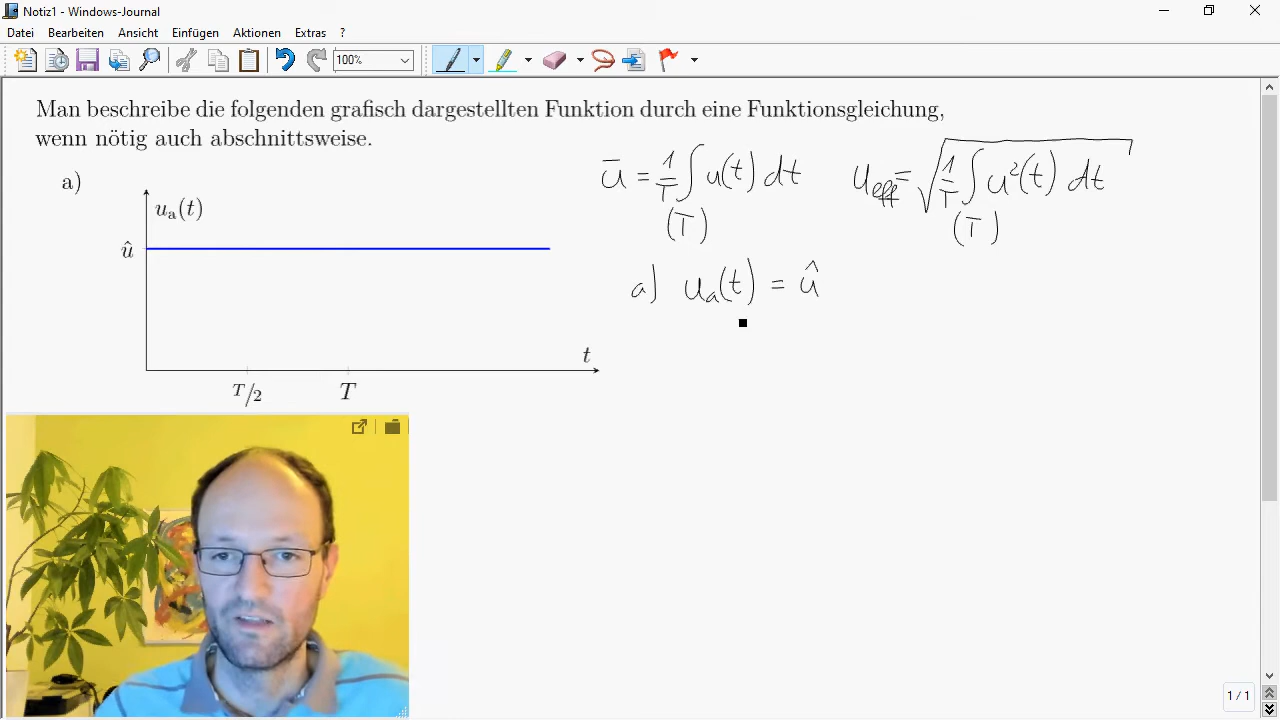 Notiz1 - Windows-Journal
Datei Bearbeiten Ansicht Einfügen Aktionen Extras ?
100%
Man beschreibe die folgenden grafisch dargestellten Funktion durch eine Funktionsgleichung,
wenn nötig auch abschnittsweise.
a)
u_a(t)
û
t
T/2
T
ū = 1/T ∫ u(t) dt
(T)
u_eff = √(1/T ∫ u²(t) dt)
(T)
a) u_a(t) = û
1 / 1